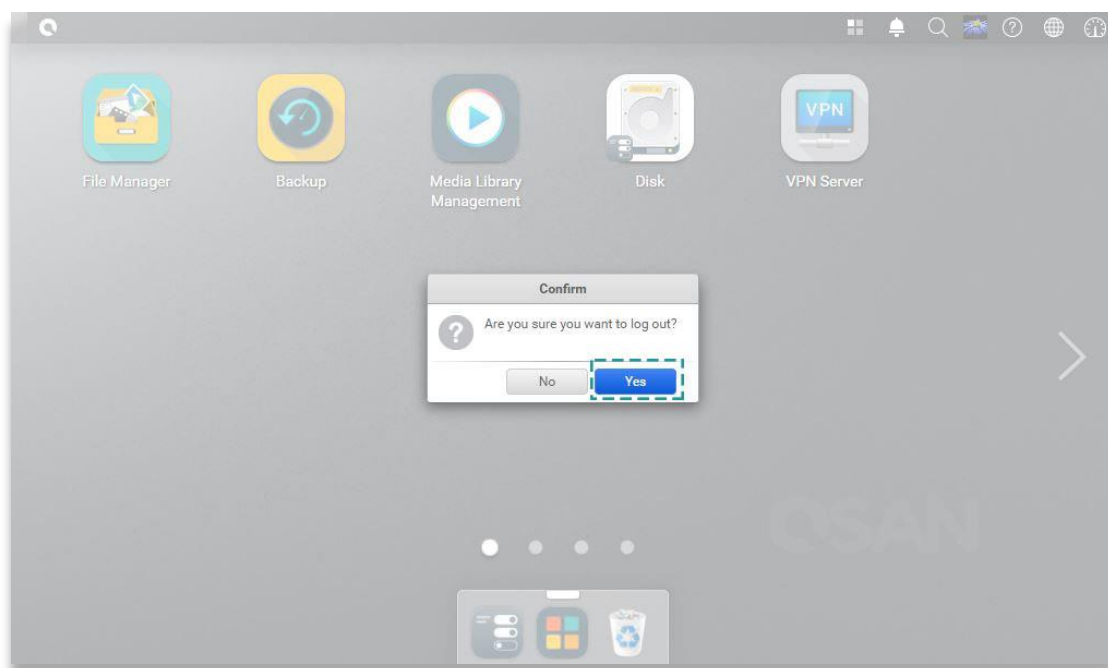 File Manager
Backup
Media Library
Management
Disk
VPN
VPN Server
Confirm
Are you sure you want to log out?
No
Yes
QSAN